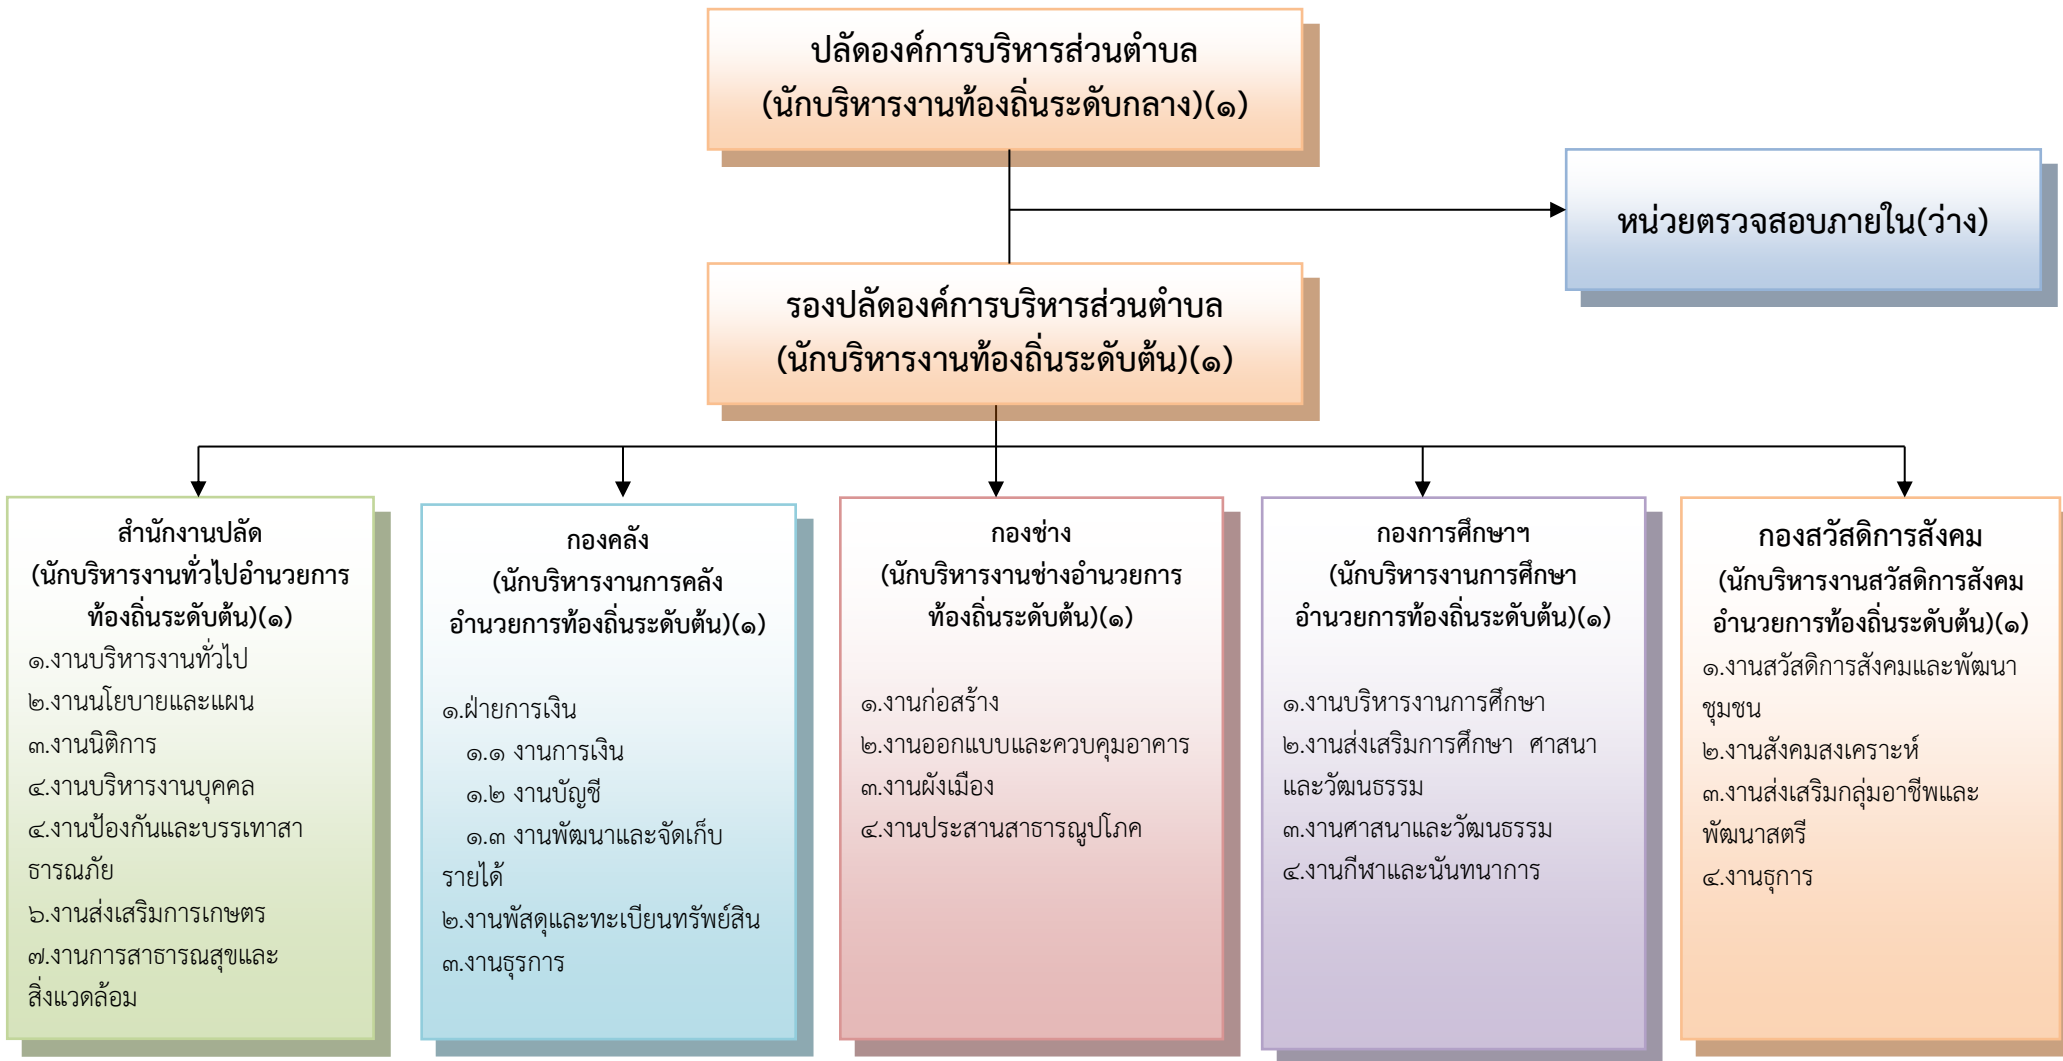 ปลัดองค์การบริหารส่วนตำบล
(นักบริหารงานท้องถิ่นระดับกลาง)(๑)
หน่วยตรวจสอบภายใน(ว่าง)
รองปลัดองค์การบริหารส่วนตำบล
(นักบริหารงานท้องถิ่นระดับต้น)(๑)
สำนักงานปลัด
(นักบริหารงานทั่วไปอำนวยการ
ท้องถิ่นระดับต้น)(๑)
๑.งานบริหารงานทั่วไป
๒.งานนโยบายและแผน
๓.งานนิติการ
๔.งานบริหารงานบุคคล
๔.งานป้องกันและบรรเทาสา
ธารณภัย
๖.งานส่งเสริมการเกษตร
๗.งานการสาธารณสุขและ
สิ่งแวดล้อม
กองคลัง
(นักบริหารงานการคลัง
อำนวยการท้องถิ่นระดับต้น)(๑)
๑.ฝ่ายการเงิน
๑.๑ งานการเงิน
๑.๒ งานบัญชี
๑.๓ งานพัฒนาและจัดเก็บ
รายได้
๒.งานพัสดุและทะเบียนทรัพย์สิน
๓.งานธุรการ
กองช่าง
(นักบริหารงานช่างอำนวยการ
ท้องถิ่นระดับต้น)(๑)
๑.งานก่อสร้าง
๒.งานออกแบบและควบคุมอาคาร
๓.งานผังเมือง
๔.งานประสานสาธารณูปโภค
กองการศึกษาฯ
(นักบริหารงานการศึกษา
อำนวยการท้องถิ่นระดับต้น)(๑)
๑.งานบริหารงานการศึกษา
๒.งานส่งเสริมการศึกษา ศาสนา
และวัฒนธรรม
๓.งานศาสนาและวัฒนธรรม
๔.งานกีฬาและนันทนาการ
กองสวัสดิการสังคม
(นักบริหารงานสวัสดิการสังคม
อำนวยการท้องถิ่นระดับต้น)(๑)
๑.งานสวัสดิการสังคมและพัฒนา
ชุมชน
๒.งานสังคมสงเคราะห์
๓.งานส่งเสริมกลุ่มอาชีพและ
พัฒนาสตรี
๔.งานธุการ